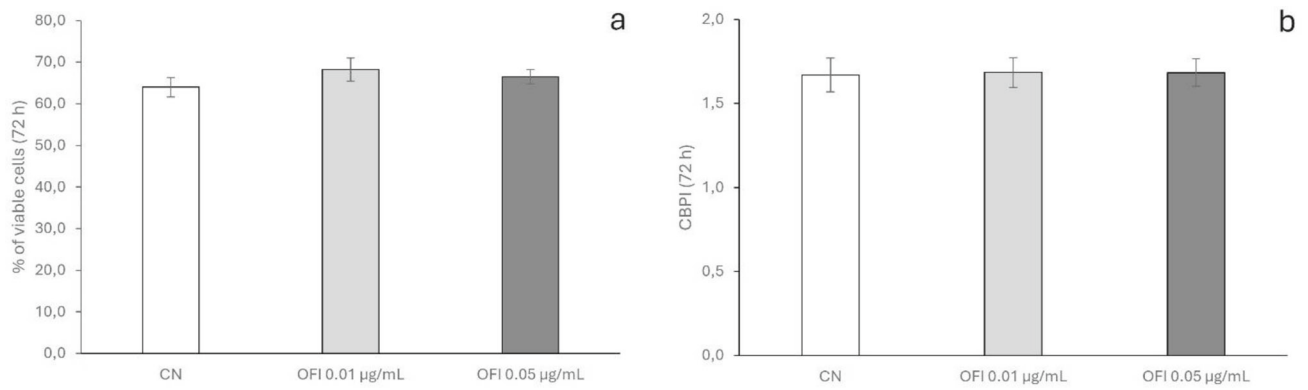 a
% of viable cells (72 h)
80,0
70,0
60,0
50,0
40,0
30,0
20,0
10,0
0,0
CN
OFI 0.01 µg/mL
OFI 0.05 µg/mL
b
CBPI (72 h)
2,0
1,5
1,0
0,5
0,0
CN
OFI 0.01 µg/mL
OFI 0.05 µg/mL